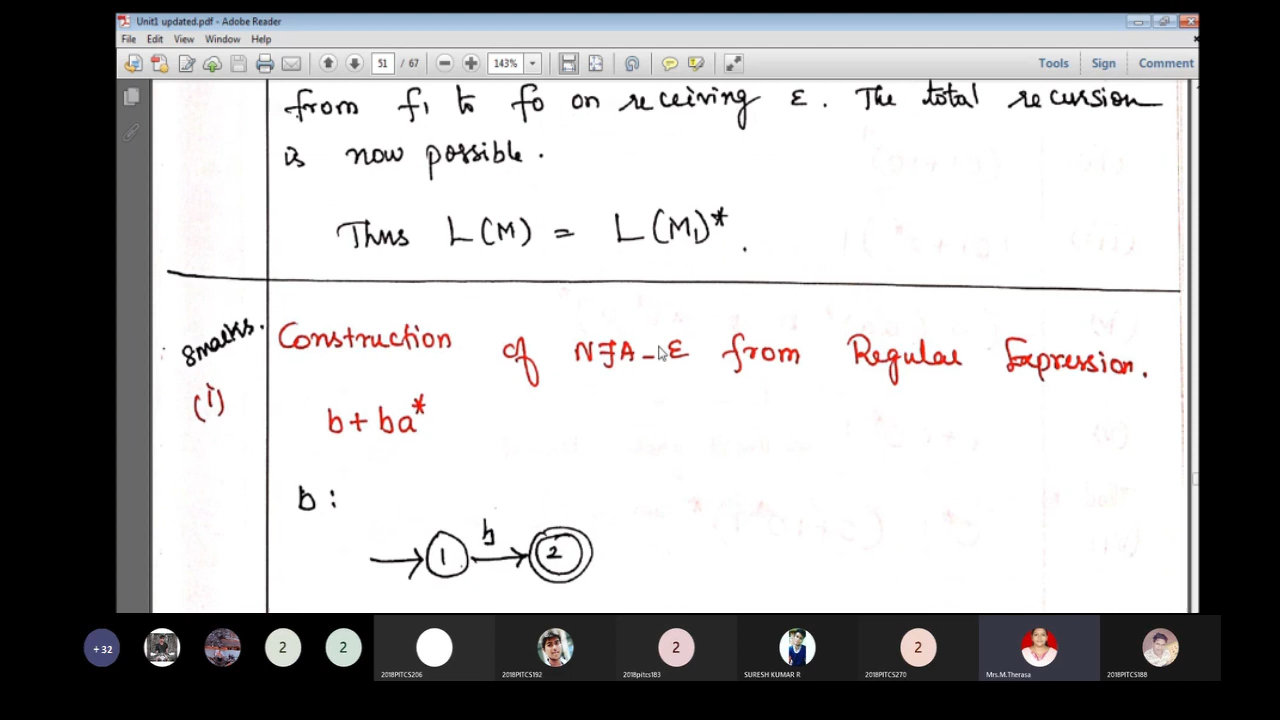 Unit1 updated.pdf - Adobe Reader
File Edit View Window Help
51 / 67 143% Tools Sign Comment
from f1 to f0 on receiving ε. The total recursion
is now possible.
Thus L(M) = L(M1)*.
8marks.
Construction of NFA-ε from Regular Expression.
(i)
b + ba*
b:
b
1 2
+32 2 2 2 2
2018PITCS206 2018PITCS192 2018pitcs183 SURESH KUMAR R 2018PITCS270 Mrs.M.Therasa 2018PITCS188